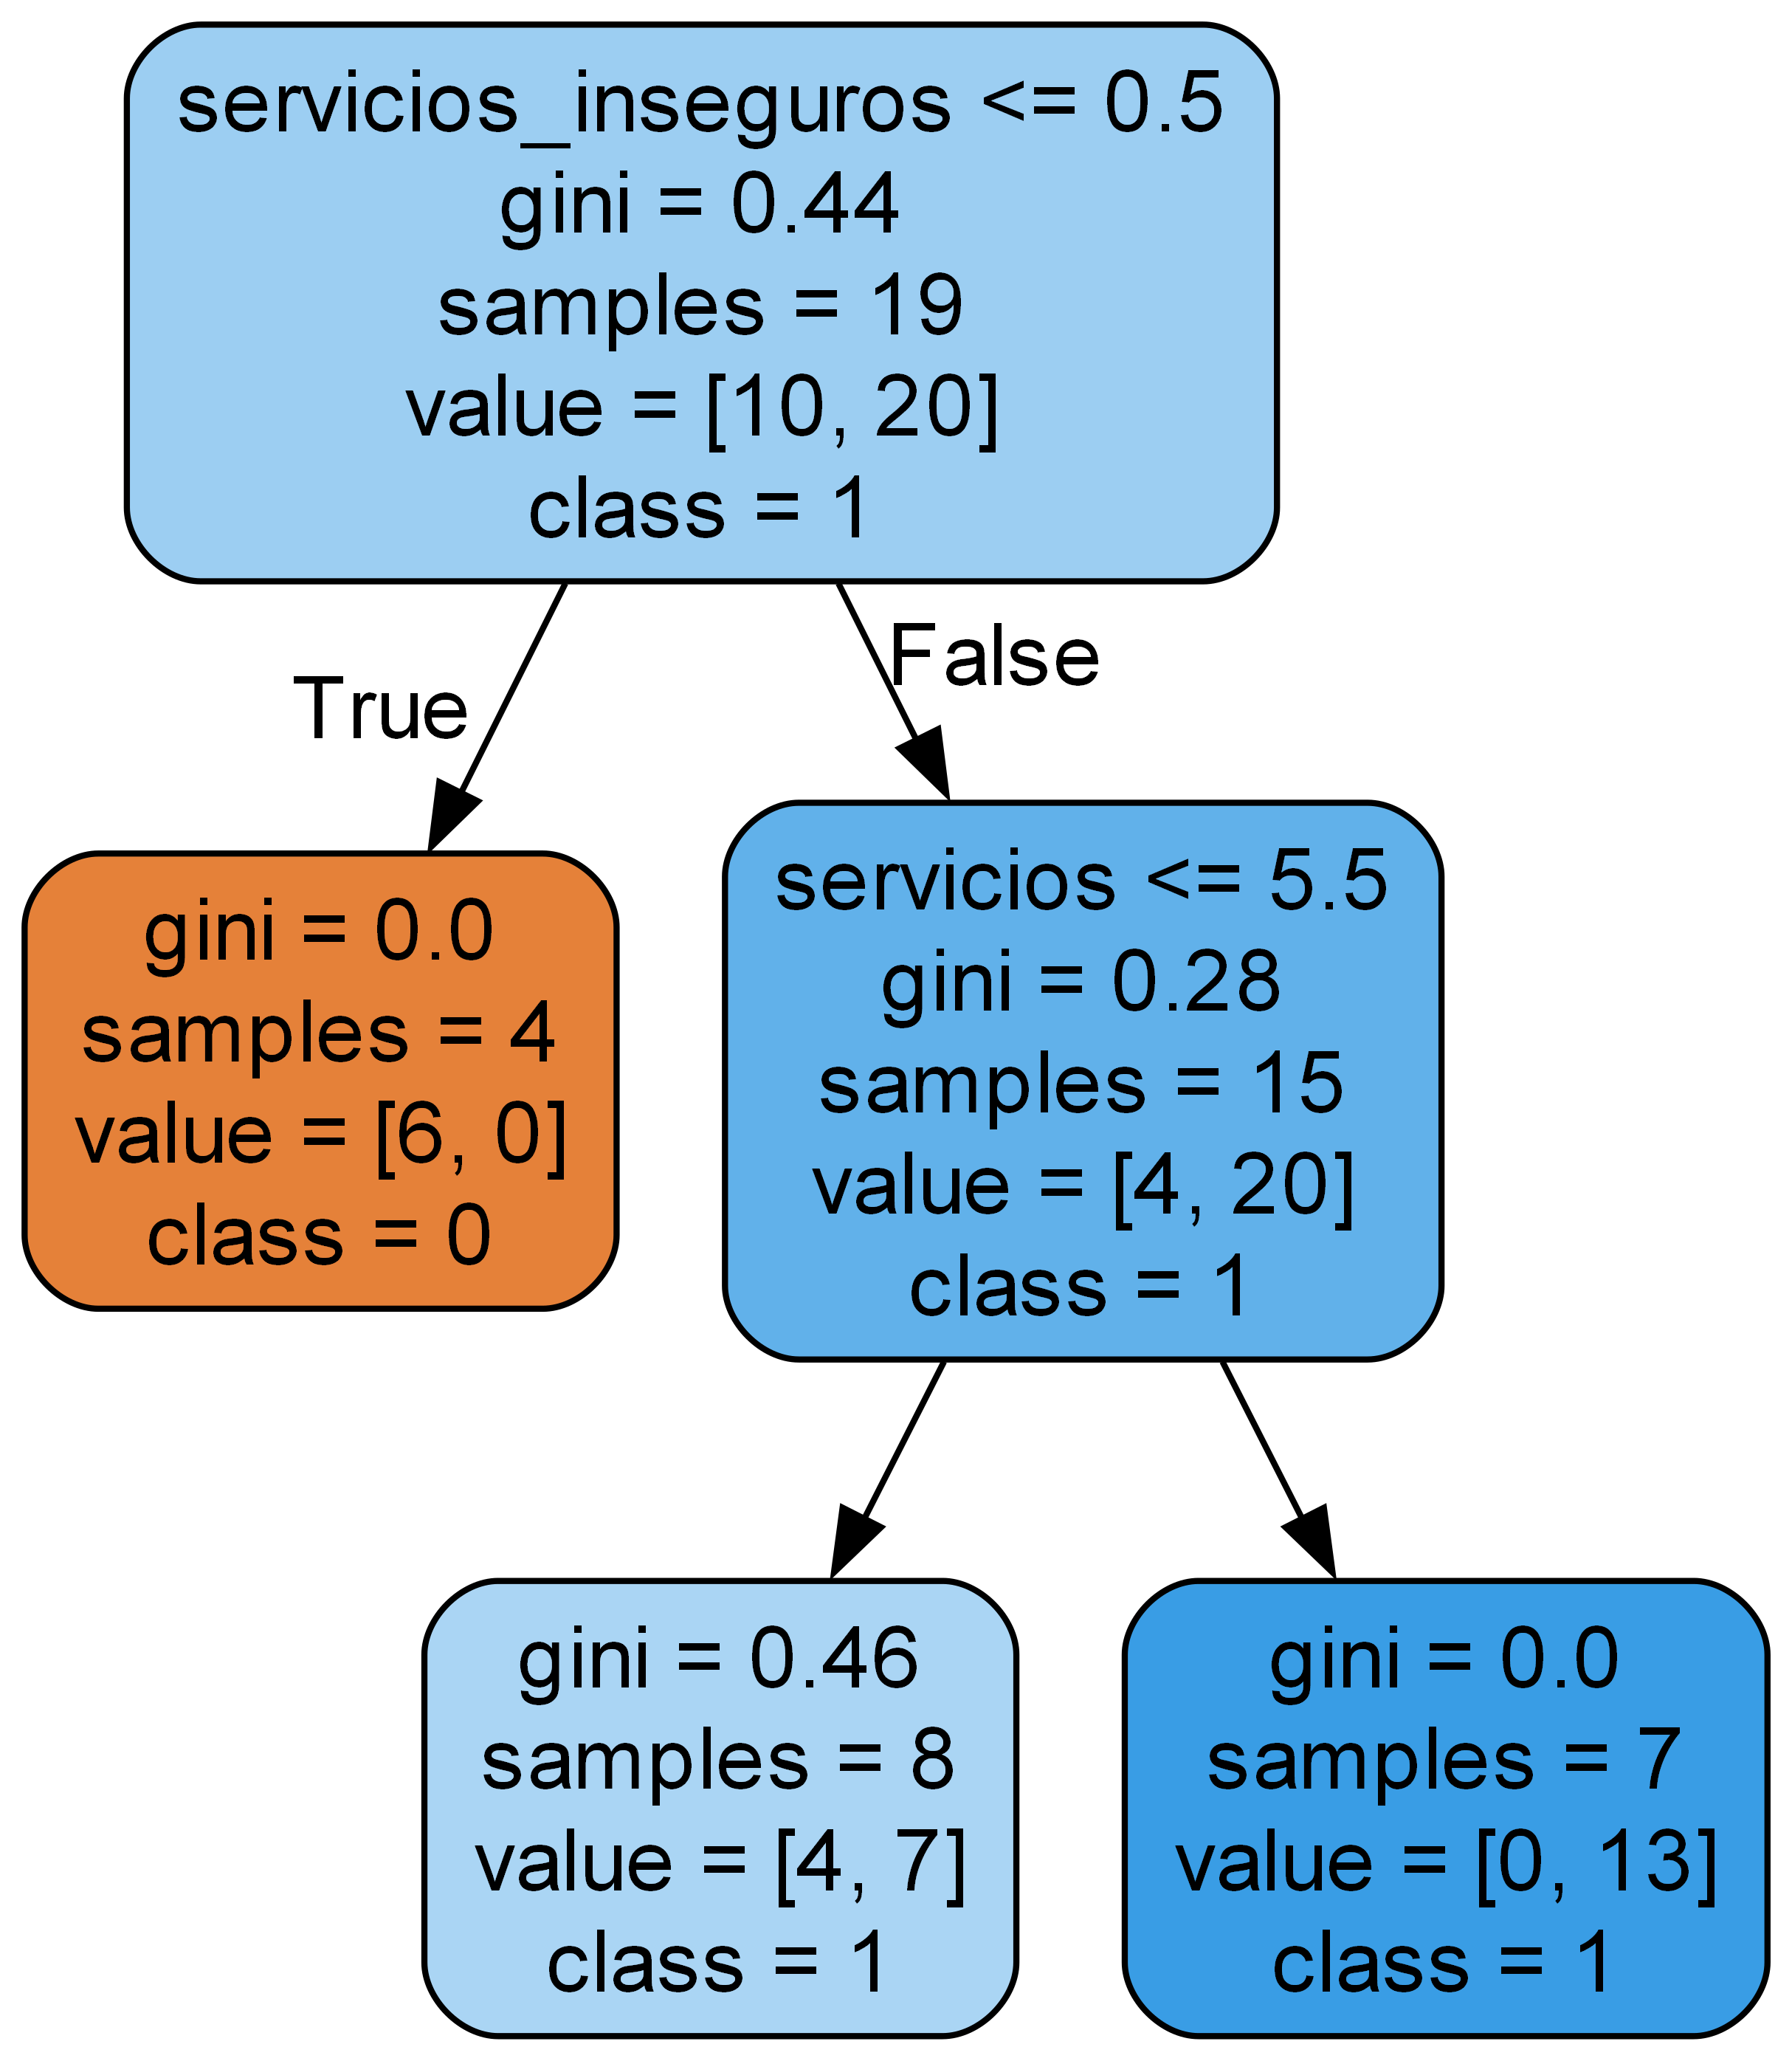 servicios_inseguros <= 0.5
gini = 0.44
samples = 19
value = [10, 20]
class = 1
True
False
gini = 0.0
samples = 4
value = [6, 0]
class = 0
servicios <= 5.5
gini = 0.28
samples = 15
value = [4, 20]
class = 1
gini = 0.46
samples = 8
value = [4, 7]
class = 1
gini = 0.0
samples = 7
value = [0, 13]
class = 1